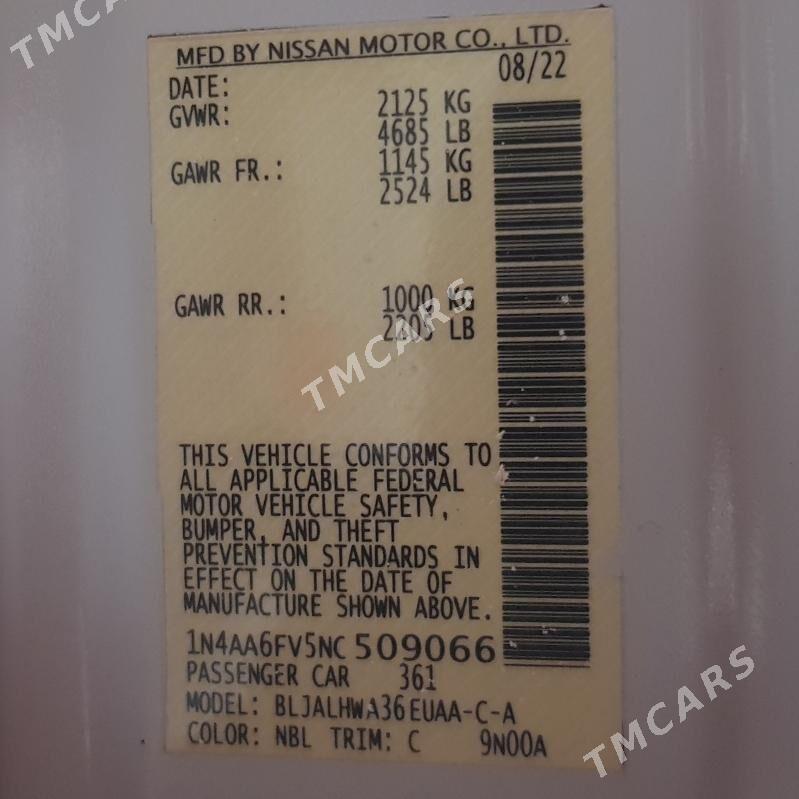 MFD BY NISSAN MOTOR CO., LTD.
DATE: 08/22
GVWR: 2125 KG
4685 LB
GAWR FR.: 1145 KG
2524 LB
GAWR RR.: 1000 KG
2205 LB
THIS VEHICLE CONFORMS TO
ALL APPLICABLE FEDERAL
MOTOR VEHICLE SAFETY,
BUMPER, AND THEFT
PREVENTION STANDARDS IN
EFFECT ON THE DATE OF
MANUFACTURE SHOWN ABOVE.
1N4AA6FV5NC509066
PASSENGER CAR 361
MODEL: BLJALHWA36EUAA-C-A
COLOR: NBL TRIM: C 9N00A
TMCARS
TMCARS
TMCARS